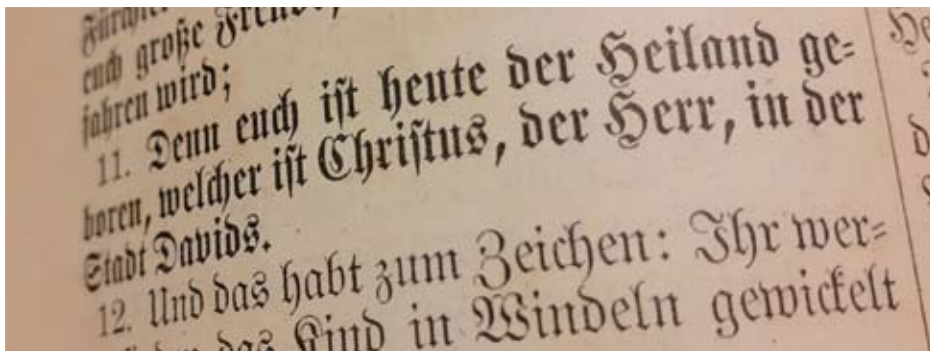 Fürchtet
euch große Freude,
fahren wird;
11. Denn euch ist heute der Heiland ge=
boren, welcher ist Christus, der Herr, in der
Stadt Davids.
12. Und das habt zum Zeichen: Ihr wer=
das Kind in Windeln gewickelt